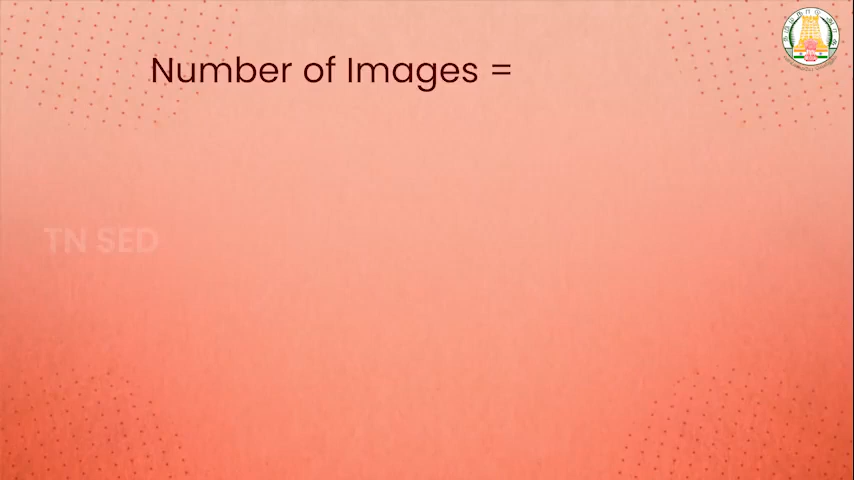 Number of Images =
TN SED